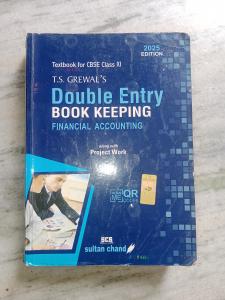 Textbook for CBSE Class XI
2025
EDITION
T.S. GREWAL'S
Double Entry
BOOK KEEPING
FINANCIAL ACCOUNTING
along with
Project Work
QR
SCS
sultan chand